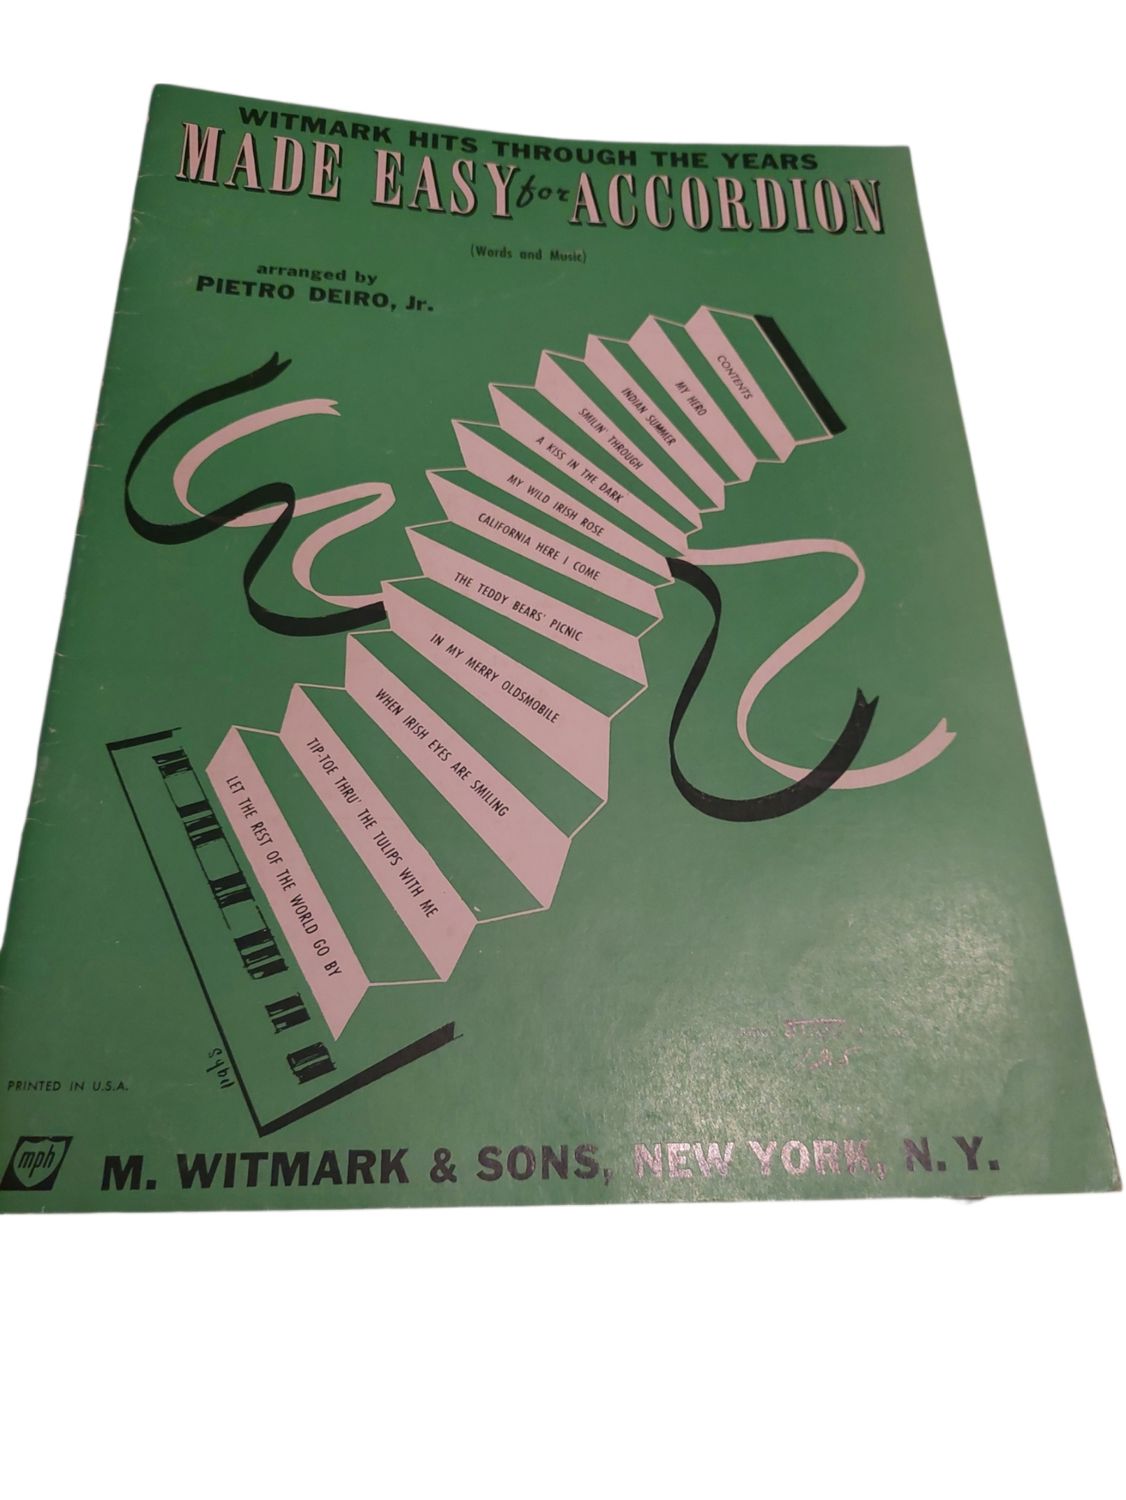 WITMARK HITS THROUGH THE YEARS
MADE EASY for ACCORDION
(Words and Music)
arranged by
PIETRO DEIRO, Jr.
CONTENTS
MY HERO
INDIAN SUMMER
SMILIN' THROUGH
A KISS IN THE DARK
MY WILD IRISH ROSE
CALIFORNIA HERE I COME
THE TEDDY BEARS' PICNIC
IN MY MERRY OLDSMOBILE
WHEN IRISH EYES ARE SMILING
TIP-TOE THRU' THE TULIPS WITH ME
LET THE REST OF THE WORLD GO BY
Sybil
PRINTED IN U.S.A.
mph
M. WITMARK & SONS, NEW YORK, N. Y.